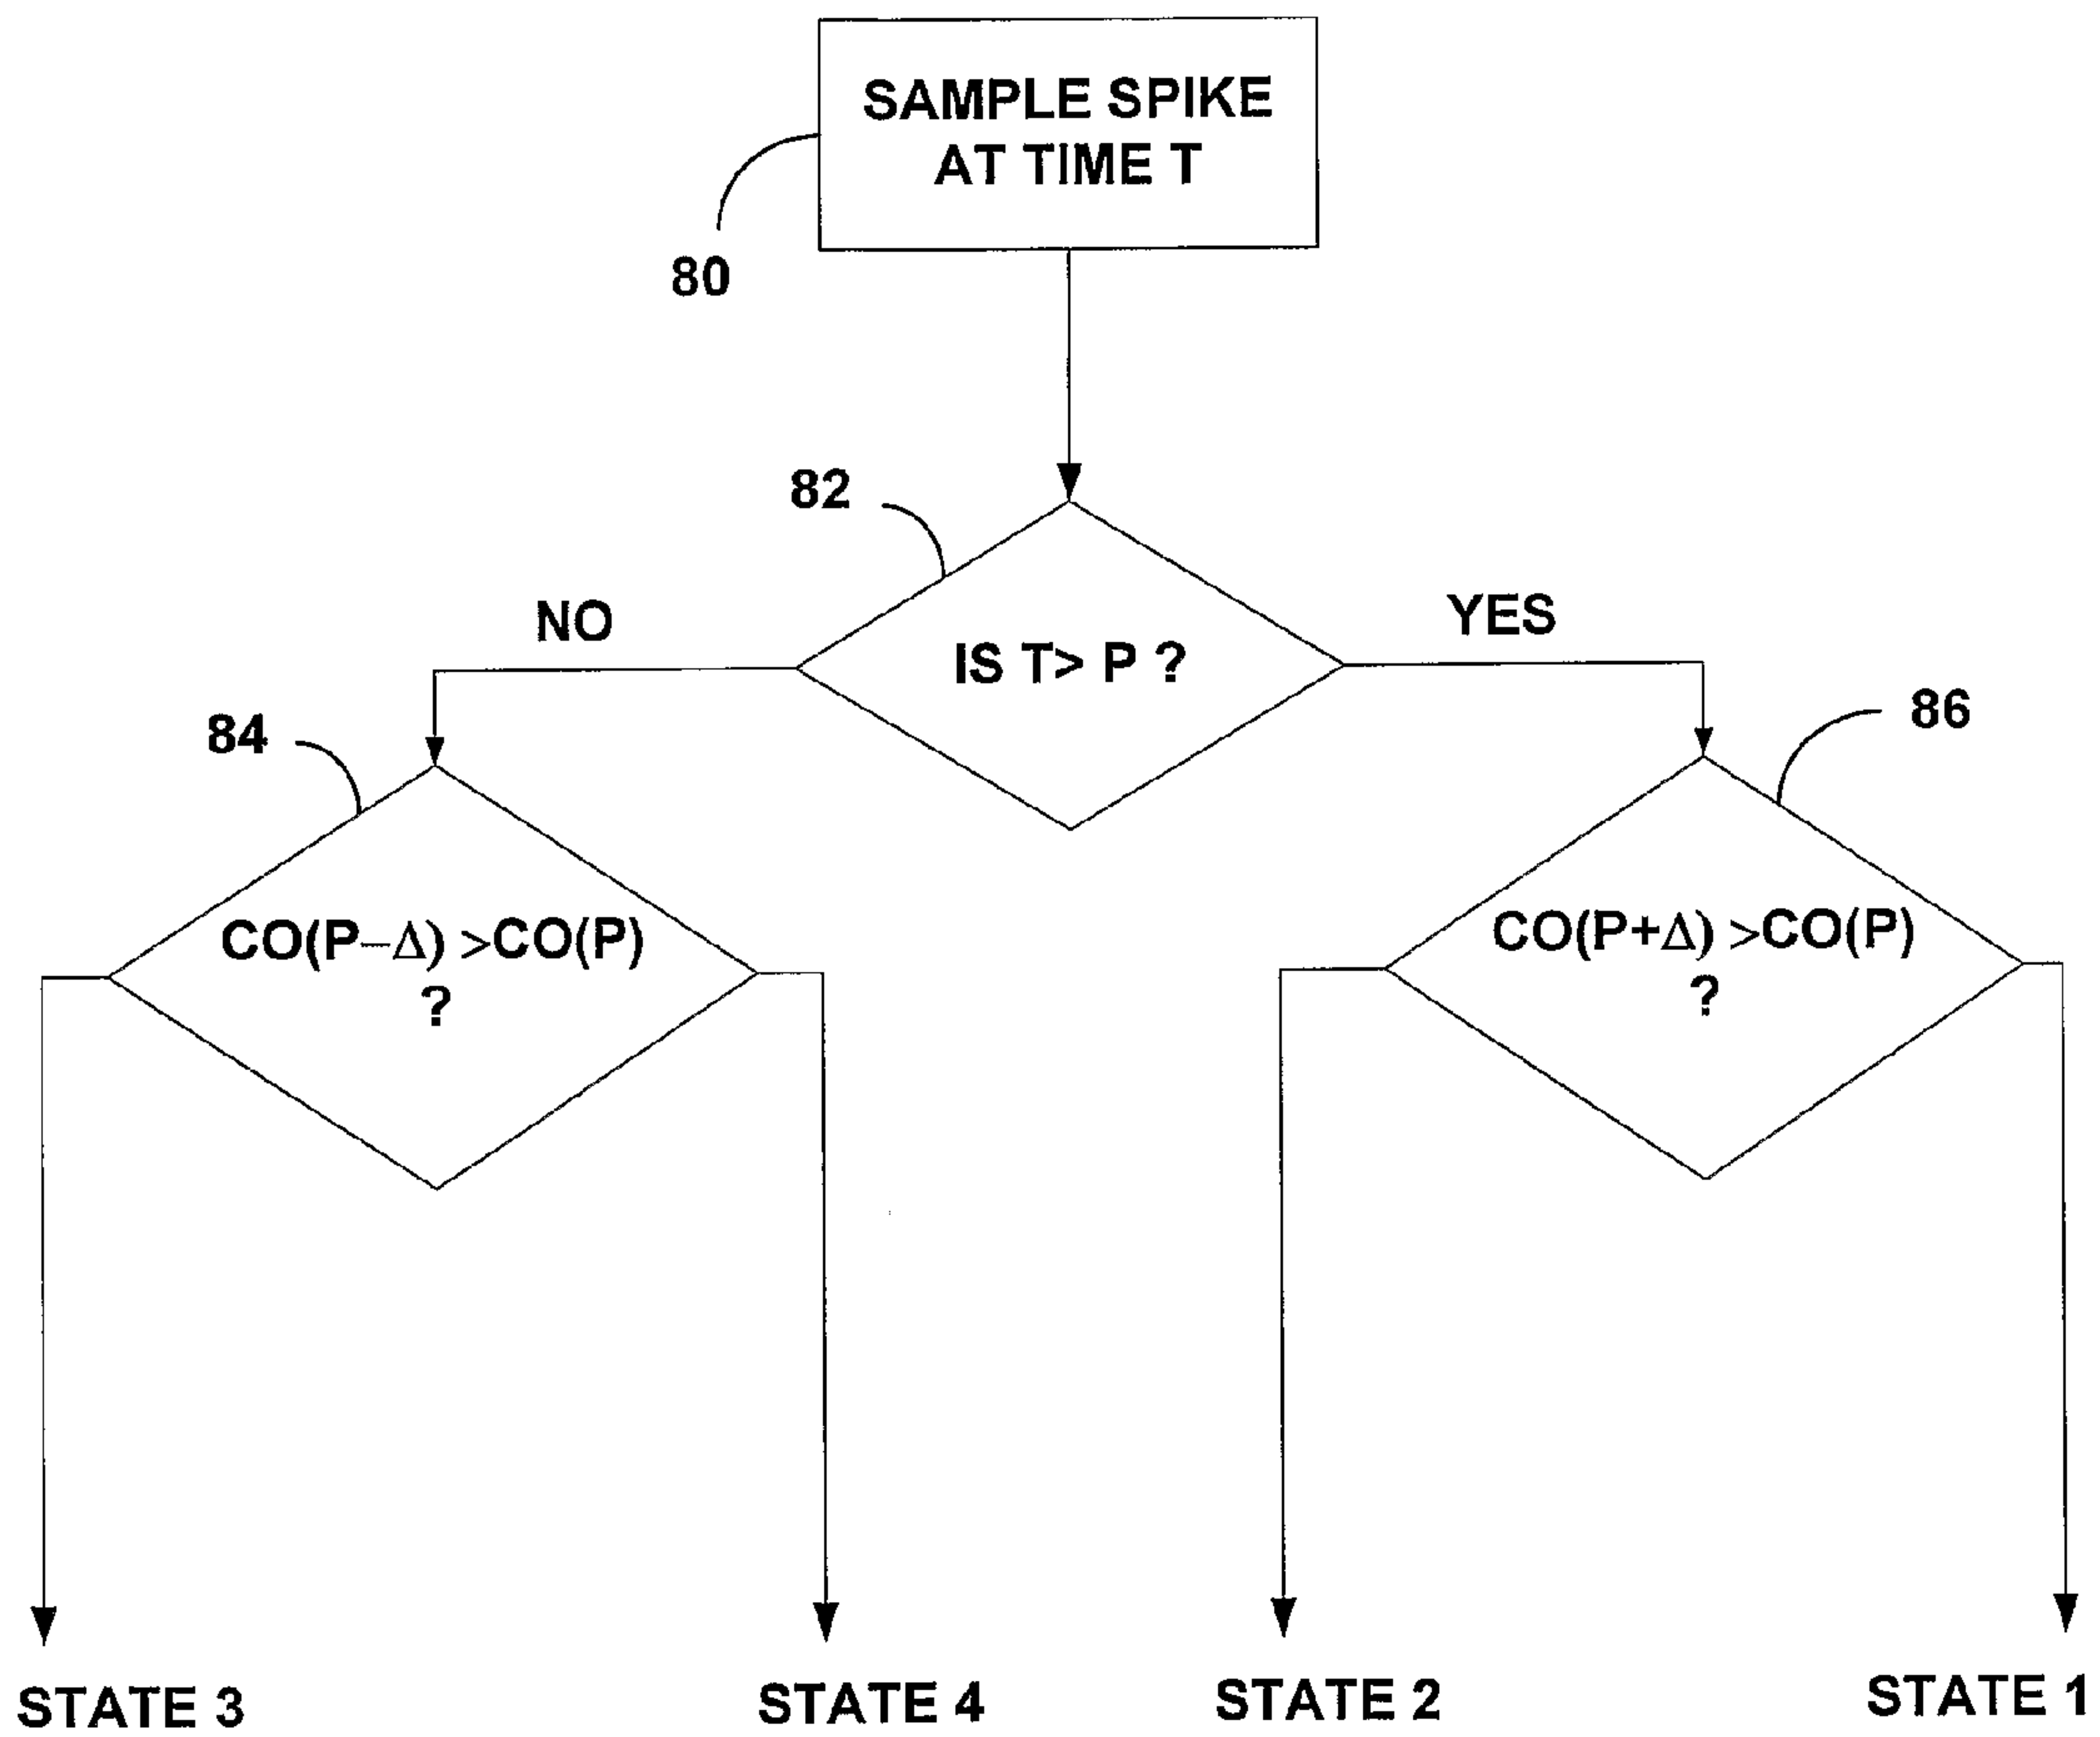 SAMPLE SPIKE
AT TIME T
80
82
IS T> P ?
NO
YES
84
86
CO(P−Δ) >CO(P)
?
CO(P+Δ) >CO(P)
?
STATE 3
STATE 4
STATE 2
STATE 1